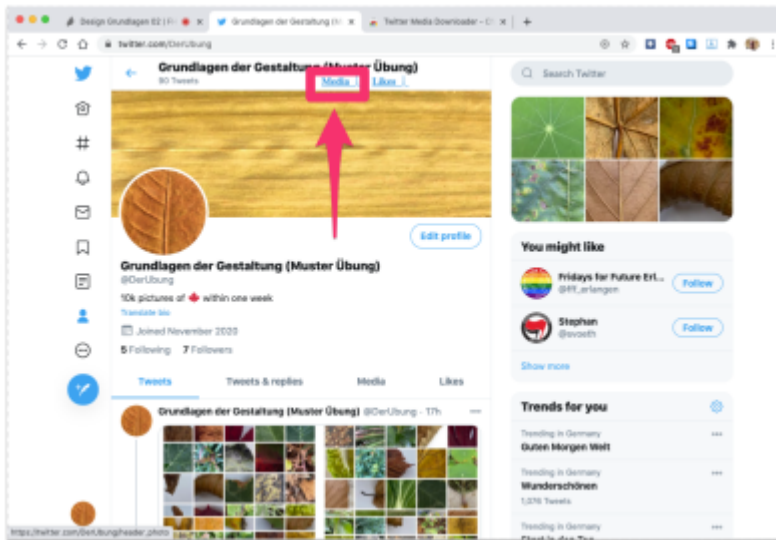 Design Grundlagen 02 | Fr
Grundlagen der Gestaltung (M
Twitter Media Downloader - C
twitter.com/DerUbung
Grundlagen der Gestaltung (Muster Übung)
90 Tweets
Media
Likes
Search Twitter
Edit profile
Grundlagen der Gestaltung (Muster Übung)
@DerUbung
10k pictures of within one week
Translate bio
Joined November 2020
5 Following 7 Followers
Tweets Tweets & replies Media Likes
Grundlagen der Gestaltung (Muster Übung) @DerUbung · 17h
You might like
Fridays for Future Erl...
@fff_erlangen
Follow
Stephan
Follow
Show more
Trends for you
Trending in Germany
Guten Morgen Welt
Trending in Germany
Wunderschönen
1,076 Tweets
Trending in Germany
https://twitter.com/DerUbung/header_photo